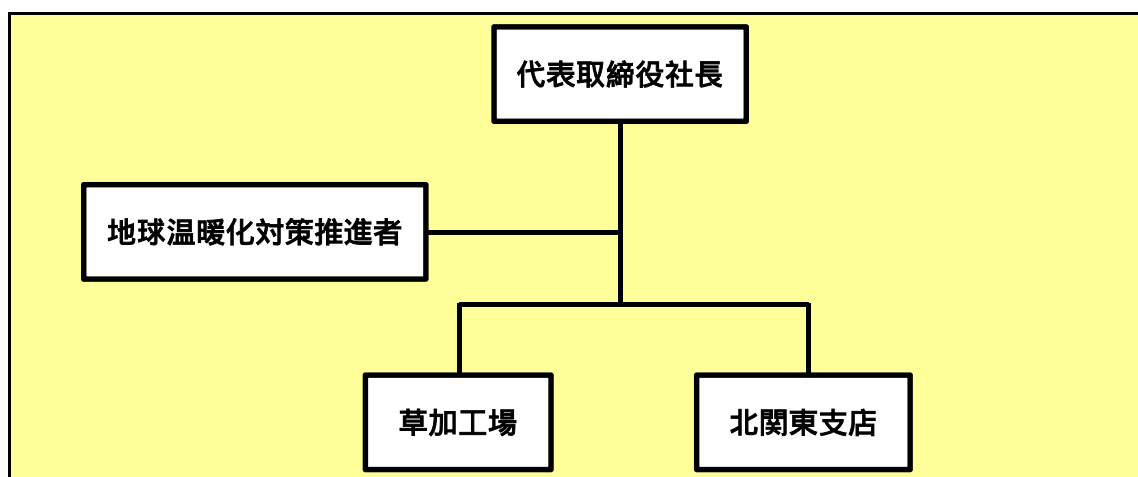 代表取締役社長
地球温暖化対策推進者
草加工場
北関東支店